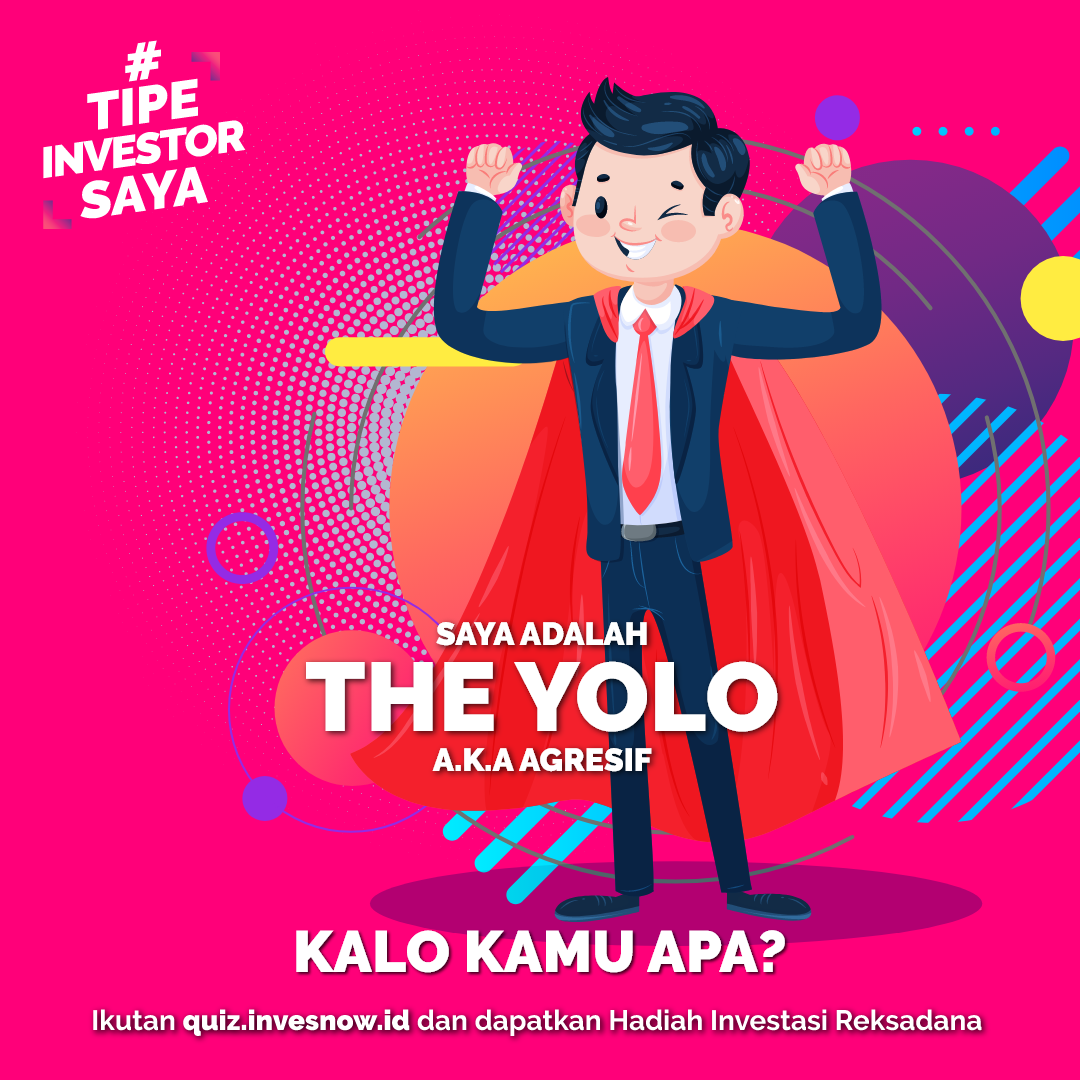 #
TIPE
INVESTOR
SAYA
SAYA ADALAH
THE YOLO
A.K.A AGRESIF
KALO KAMU APA?
Ikutan quiz.invesnow.id dan dapatkan Hadiah Investasi Reksadana